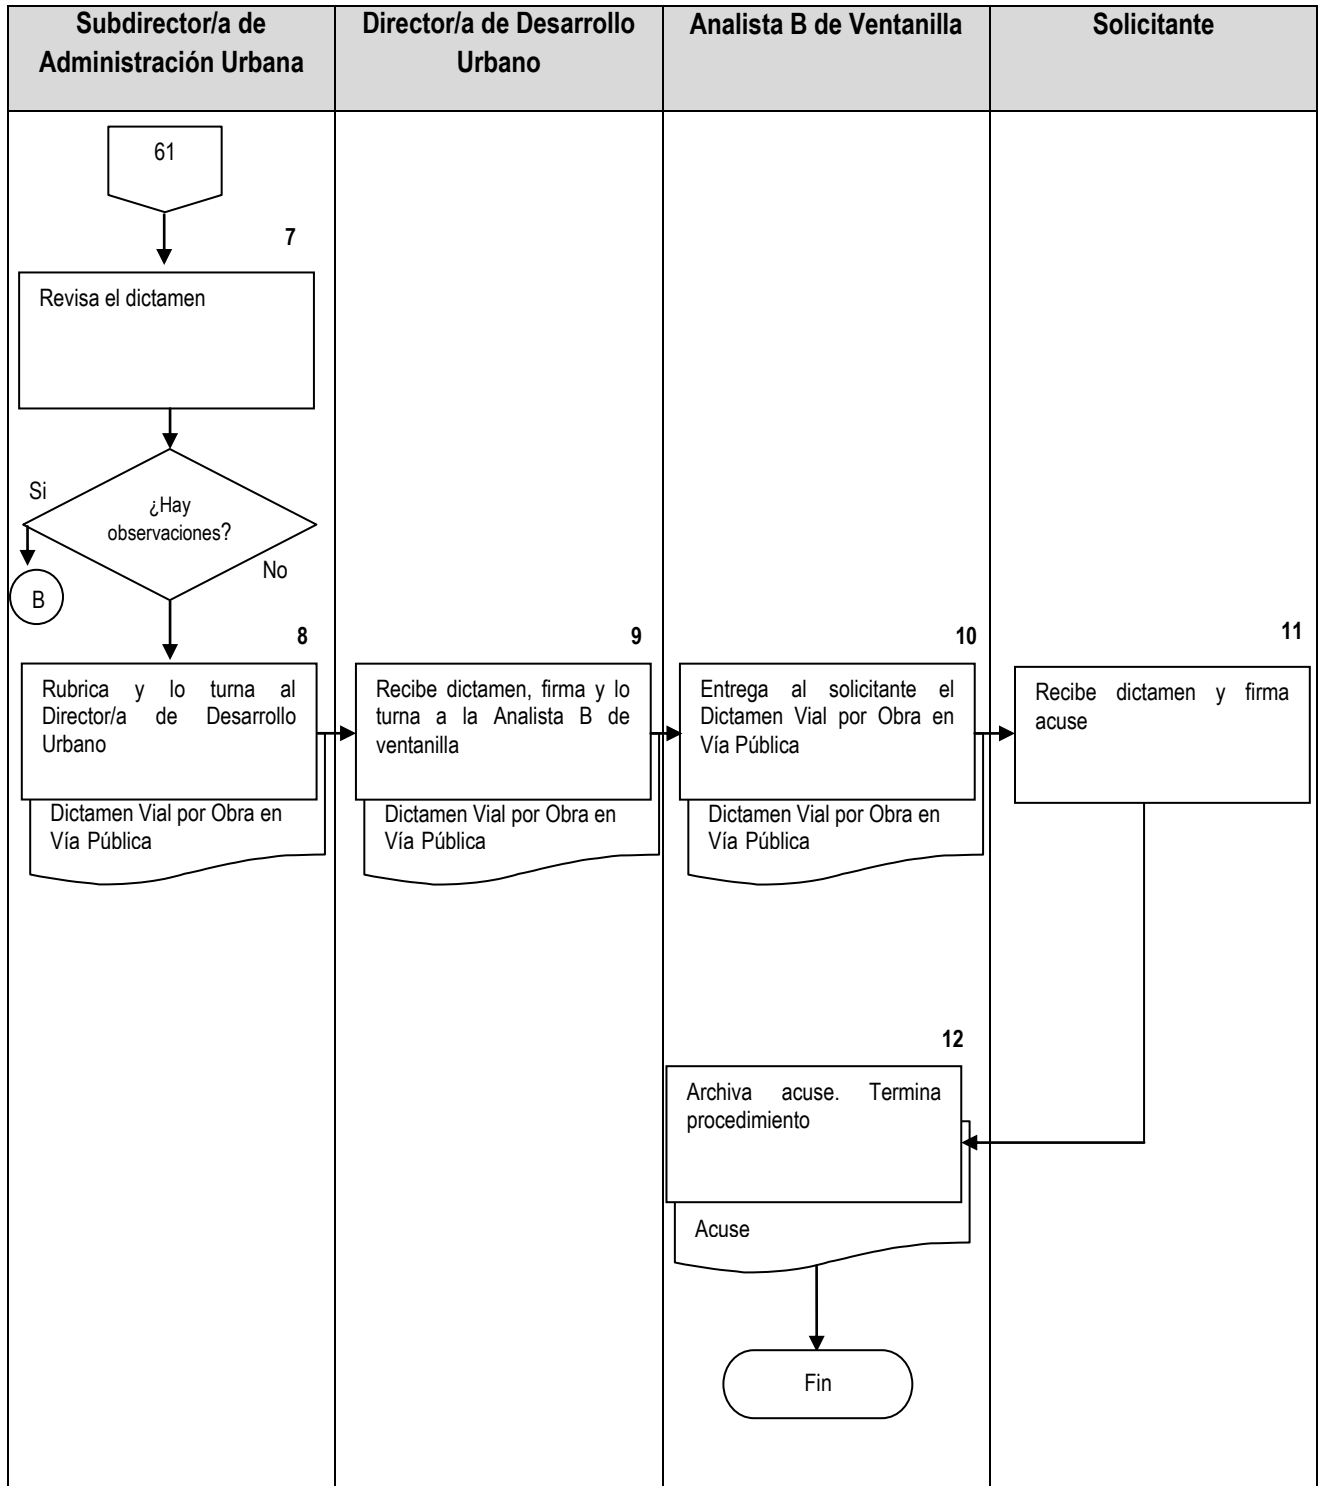 Subdirector/a de
Administración Urbana
Director/a de Desarrollo
Urbano
Analista B de Ventanilla
Solicitante
61
7
Revisa el dictamen
Si
¿Hay
observaciones?
No
B
8
Rubrica y lo turna al
Director/a de Desarrollo
Urbano
Dictamen Vial por Obra en
Vía Pública
9
Recibe dictamen, firma y lo
turna a la Analista B de
ventanilla
Dictamen Vial por Obra en
Vía Pública
10
Entrega al solicitante el
Dictamen Vial por Obra en
Vía Pública
Dictamen Vial por Obra en
Vía Pública
11
Recibe dictamen y firma
acuse
12
Archiva acuse. Termina
procedimiento
Acuse
Fin